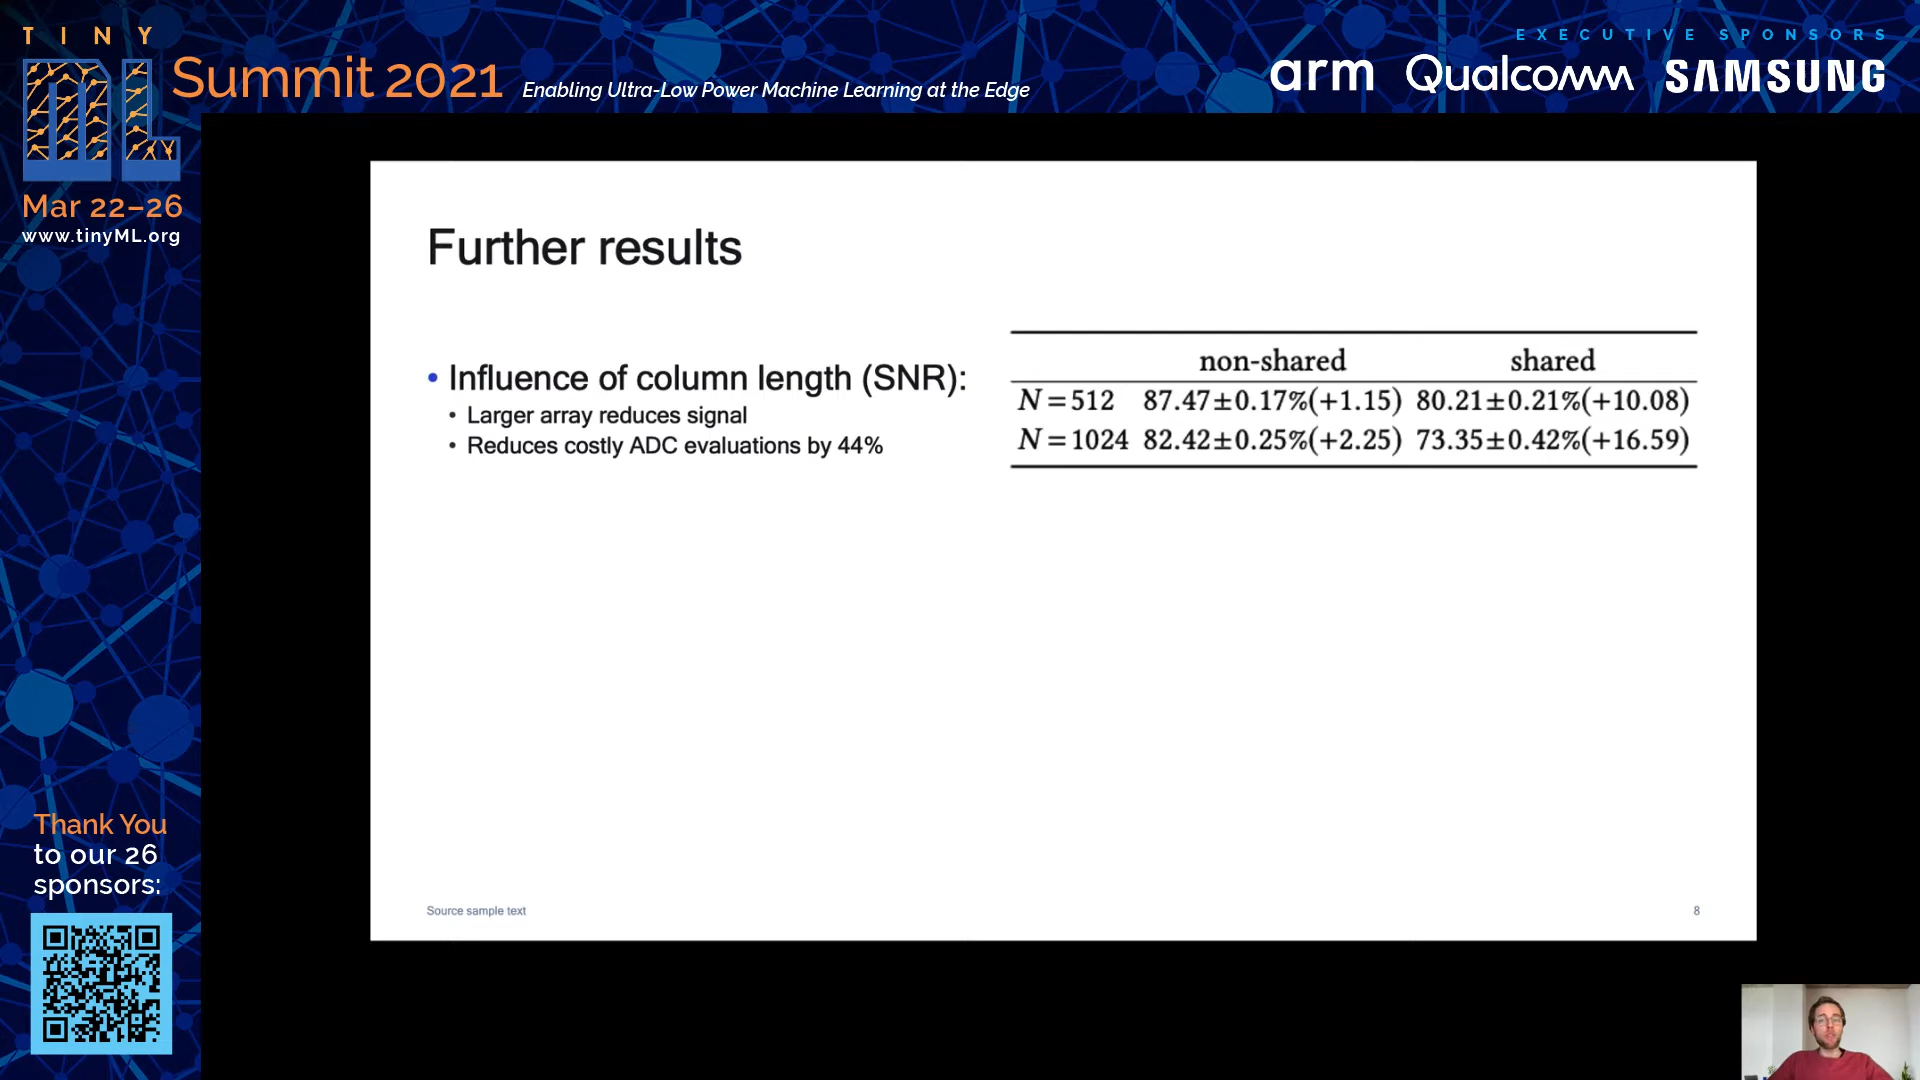 TINY
ML
Summit 2021
Enabling Ultra-Low Power Machine Learning at the Edge
EXECUTIVE SPONSORS
arm Qualcomm SAMSUNG
Mar 22–26
www.tinyML.org
Further results
• Influence of column length (SNR):
• Larger array reduces signal
• Reduces costly ADC evaluations by 44%
non-shared shared
N=512 87.47±0.17%(+1.15) 80.21±0.21%(+10.08)
N=1024 82.42±0.25%(+2.25) 73.35±0.42%(+16.59)
Source sample text
8
Thank You
to our 26
sponsors: